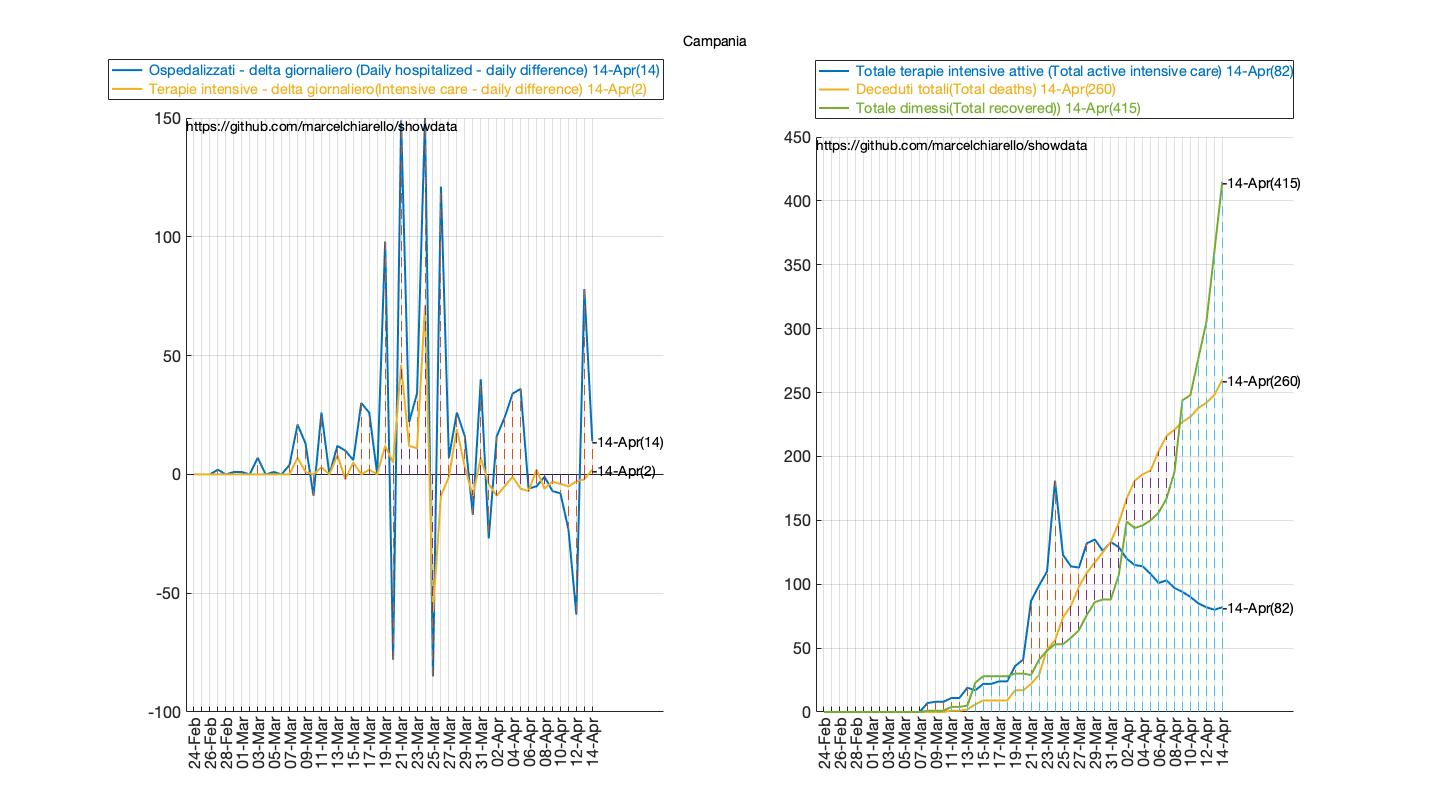 Campania
Ospedalizzati - delta giornaliero (Daily hospitalized - daily difference) 14-Apr(14)
Terapie intensive - delta giornaliero(Intensive care - daily difference) 14-Apr(2)
https://github.com/marcelchiarello/showdata
150
100
50
0
-50
-100
-14-Apr(14)
-14-Apr(2)
24-Feb
26-Feb
28-Feb
01-Mar
03-Mar
05-Mar
07-Mar
09-Mar
11-Mar
13-Mar
15-Mar
17-Mar
19-Mar
21-Mar
23-Mar
25-Mar
27-Mar
29-Mar
31-Mar
02-Apr
04-Apr
06-Apr
08-Apr
10-Apr
12-Apr
14-Apr
Totale terapie intensive attive (Total active intensive care) 14-Apr(82)
Deceduti totali(Total deaths) 14-Apr(260)
Totale dimessi(Total recovered)) 14-Apr(415)
https://github.com/marcelchiarello/showdata
450
400
350
300
250
200
150
100
50
0
-14-Apr(415)
-14-Apr(260)
-14-Apr(82)
24-Feb
26-Feb
28-Feb
01-Mar
03-Mar
05-Mar
07-Mar
09-Mar
11-Mar
13-Mar
15-Mar
17-Mar
19-Mar
21-Mar
23-Mar
25-Mar
27-Mar
29-Mar
31-Mar
02-Apr
04-Apr
06-Apr
08-Apr
10-Apr
12-Apr
14-Apr